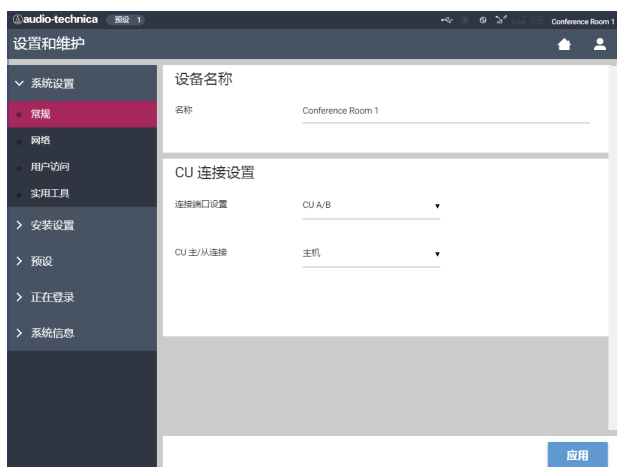 audio-technica 预设 1 Conference Room 1
设置和维护
系统设置
常规
网络
用户访问
实用工具
安装设置
预设
正在登录
系统信息
设备名称
名称 Conference Room 1
CU 连接设置
连接端口设置 CU A/B
CU 主/从连接 主机
应用